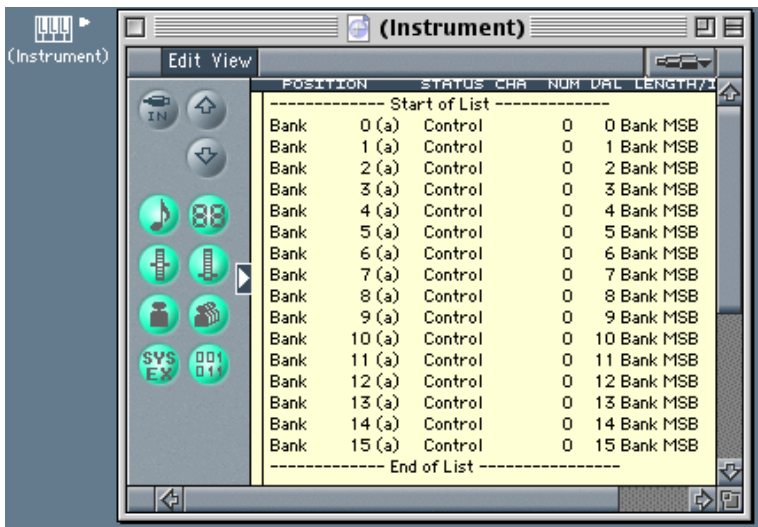 (Instrument)
(Instrument)
Edit View
POSITION STATUS CHA NUM VAL LENGTH/I
IN
------------- Start of List -------------
Bank 0 (a) Control 0 0 Bank MSB
Bank 1 (a) Control 0 1 Bank MSB
Bank 2 (a) Control 0 2 Bank MSB
Bank 3 (a) Control 0 3 Bank MSB
Bank 4 (a) Control 0 4 Bank MSB
88
Bank 5 (a) Control 0 5 Bank MSB
Bank 6 (a) Control 0 6 Bank MSB
Bank 7 (a) Control 0 7 Bank MSB
Bank 8 (a) Control 0 8 Bank MSB
Bank 9 (a) Control 0 9 Bank MSB
Bank 10 (a) Control 0 10 Bank MSB
Bank 11 (a) Control 0 11 Bank MSB
SYS EX
001 011
Bank 12 (a) Control 0 12 Bank MSB
Bank 13 (a) Control 0 13 Bank MSB
Bank 14 (a) Control 0 14 Bank MSB
Bank 15 (a) Control 0 15 Bank MSB
------------- End of List ----------------